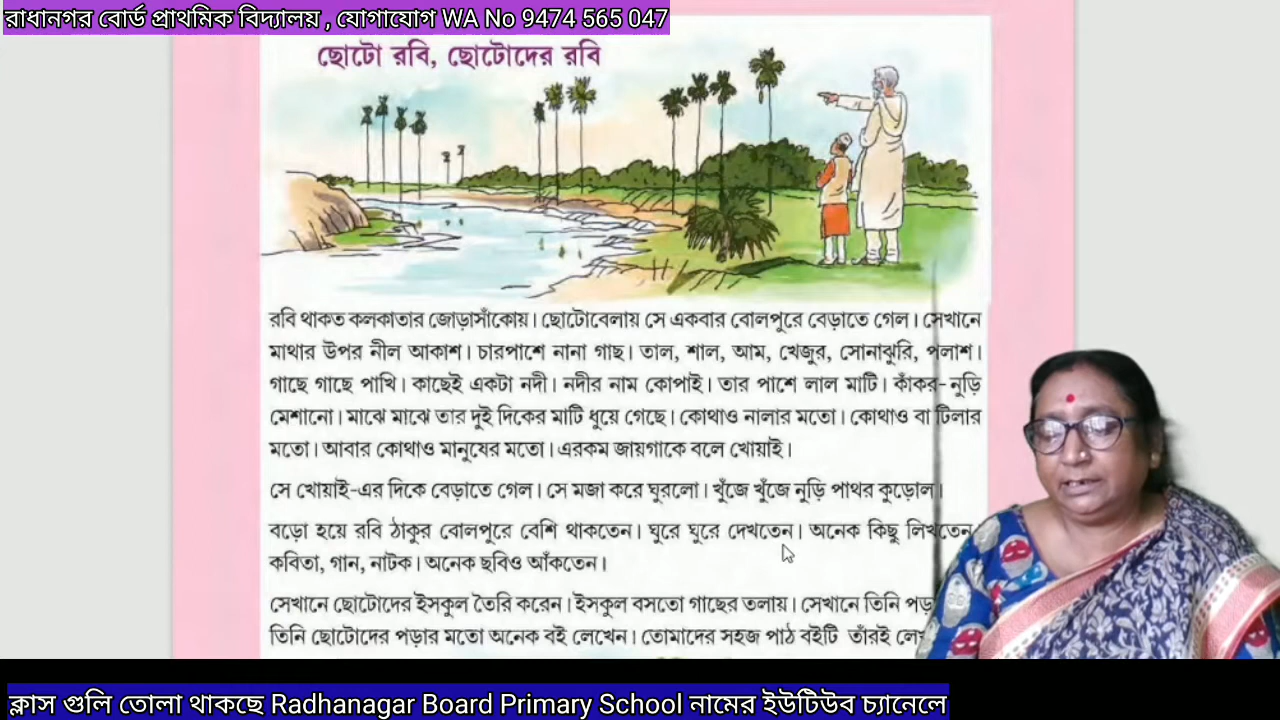 রাধানগর বোর্ড প্রাথমিক বিদ্যালয় , যোগাযোগ WA No 9474 565 047
ছোটো রবি, ছোটোদের রবি
রবি থাকত কলকাতার জোড়াসাঁকোয়। ছোটোবেলায় সে একবার বোলপুরে বেড়াতে গেল। সেখানে
মাথার উপর নীল আকাশ। চারপাশে নানা গাছ। তাল, শাল, আম, খেজুর, সোনাঝুরি, পলাশ।
গাছে গাছে পাখি। কাছেই একটা নদী। নদীর নাম কোপাই। তার পাশে লাল মাটি। কাঁকর-নুড়ি
মেশানো। মাঝে মাঝে তার দুই দিকের মাটি ধুয়ে গেছে। কোথাও নালার মতো। কোথাও বা টিলার
মতো। আবার কোথাও মানুষের মতো। এরকম জায়গাকে বলে খোয়াই।
সে খোয়াই-এর দিকে বেড়াতে গেল। সে মজা করে ঘুরলো। খুঁজে খুঁজে নুড়ি পাথর কুড়োল।
বড়ো হয়ে রবি ঠাকুর বোলপুরে বেশি থাকতেন। ঘুরে ঘুরে দেখতেন। অনেক কিছু লিখতেন
কবিতা, গান, নাটক। অনেক ছবিও আঁকতেন।
সেখানে ছোটোদের ইসকুল তৈরি করেন। ইসকুল বসতো গাছের তলায়। সেখানে তিনি
তিনি ছোটোদের পড়ার মতো অনেক বই লেখেন। তোমাদের সহজ পাঠ বইটি তাঁরই
ক্লাস গুলি তোলা থাকছে Radhanagar Board Primary School নামের ইউটিউব চ্যানেলে